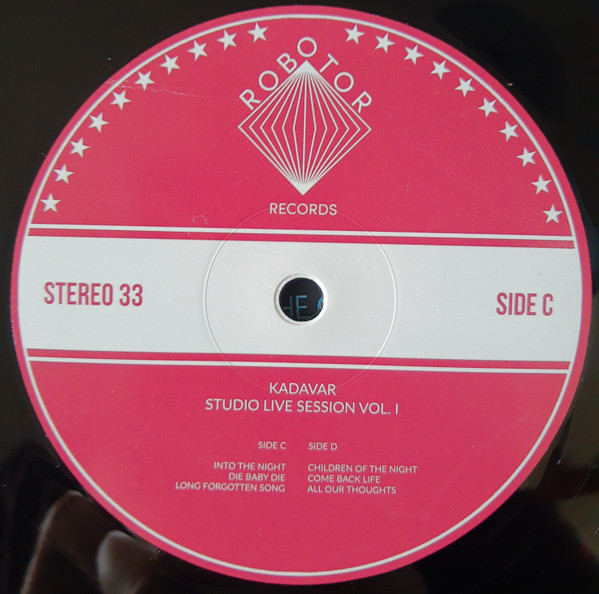 ROBOTOR
RECORDS
STEREO 33
SIDE C
KADAVAR
STUDIO LIVE SESSION VOL. I
SIDE C SIDE D
INTO THE NIGHT CHILDREN OF THE NIGHT
DIE BABY DIE COME BACK LIFE
LONG FORGOTTEN SONG ALL OUR THOUGHTS